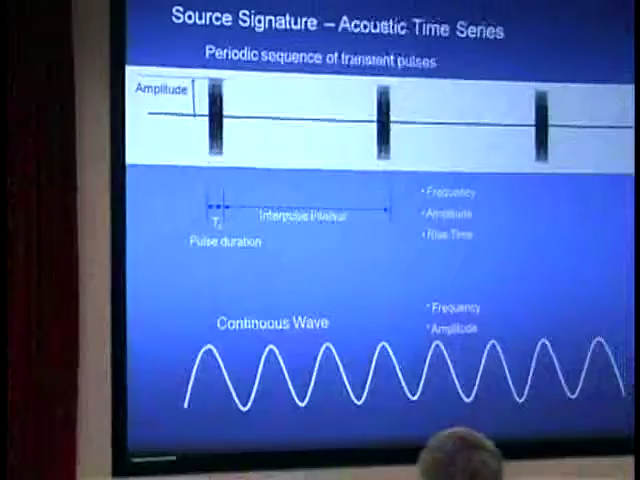 Source Signature – Acoustic Time Series
Periodic sequence of transient pulses
Amplitude
• Frequency
Interpulse Interval
• Amplitude
• Rise Time
Pulse duration
• Frequency
Continuous Wave
• Amplitude